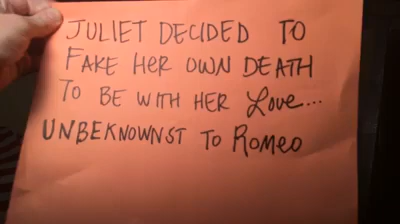 JULIET DECIDED TO
FAKE HER OWN DEATH
TO BE WITH HER Love...
UNBEKNOWNST TO ROMEO